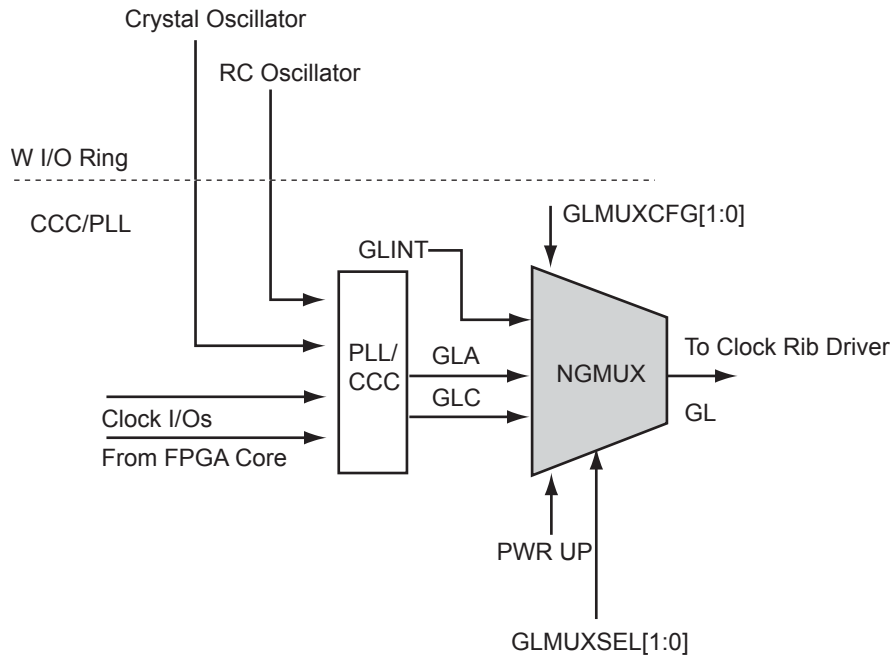 Crystal Oscillator
RC Oscillator
W I/O Ring
CCC/PLL
GLMUXCFG[1:0]
GLINT
PLL/
CCC
GLA
GLC
NGMUX
To Clock Rib Driver
GL
Clock I/Os
From FPGA Core
PWR UP
GLMUXSEL[1:0]